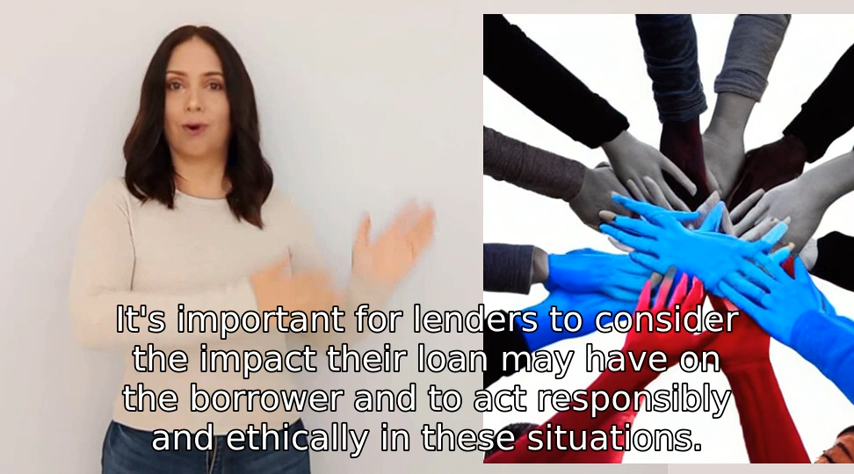 It's important for lenders to consider
the impact their loan may have on
the borrower and to act responsibly
and ethically in these situations.